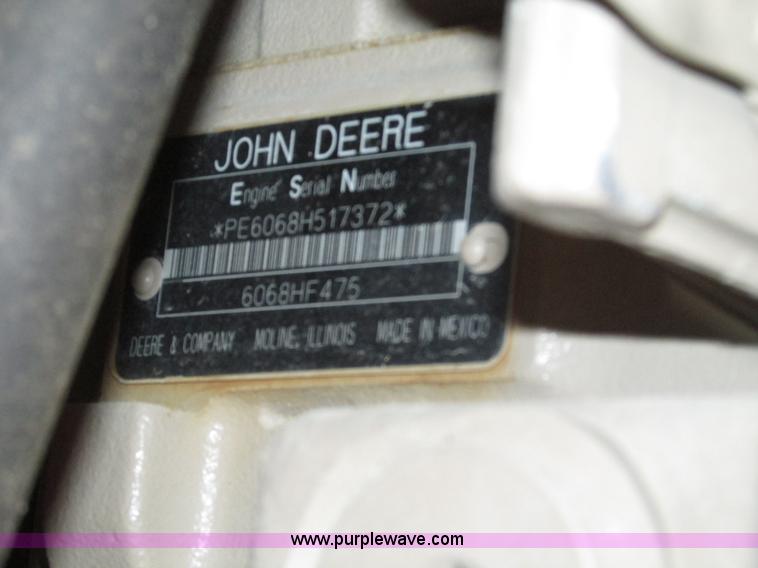 JOHN DEERE
Engine Serial Number
*PE6068H517372*
6068HF475
DEERE & COMPANY MOLINE, ILLINOIS MADE IN MEXICO
www.purplewave.com